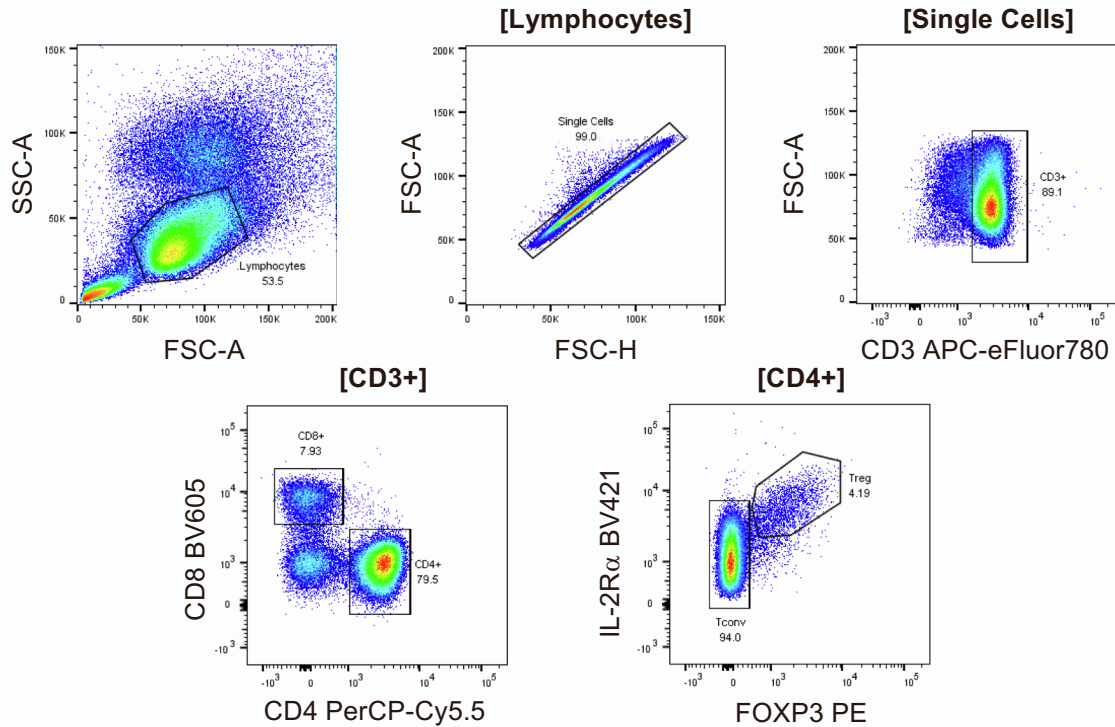 [Lymphocytes]
[Single Cells]
SSC-A
150K
100K
50K
0
Lymphocytes
53.5
0
50K
100K
150K
200K
FSC-A
FSC-A
150K
100K
50K
0
Single Cells
99.0
0
50K
100K
150K
FSC-H
FSC-A
150K
100K
50K
0
CD3+
89.1
-10³
10³
10⁴
10⁵
CD3 APC-eFluor780
[CD3+]
[CD4+]
CD8 BV605
10⁵
10⁴
10³
0
-10³
CD8+
7.93
CD4+
79.5
-10³
0
10³
10⁴
10⁵
CD4 PerCP-Cy5.5
IL-2Rα BV421
10⁵
10⁴
10³
0
-10³
Treg
4.19
Tconv
94.0
-10³
0
10³
10⁴
10⁵
FOXP3 PE